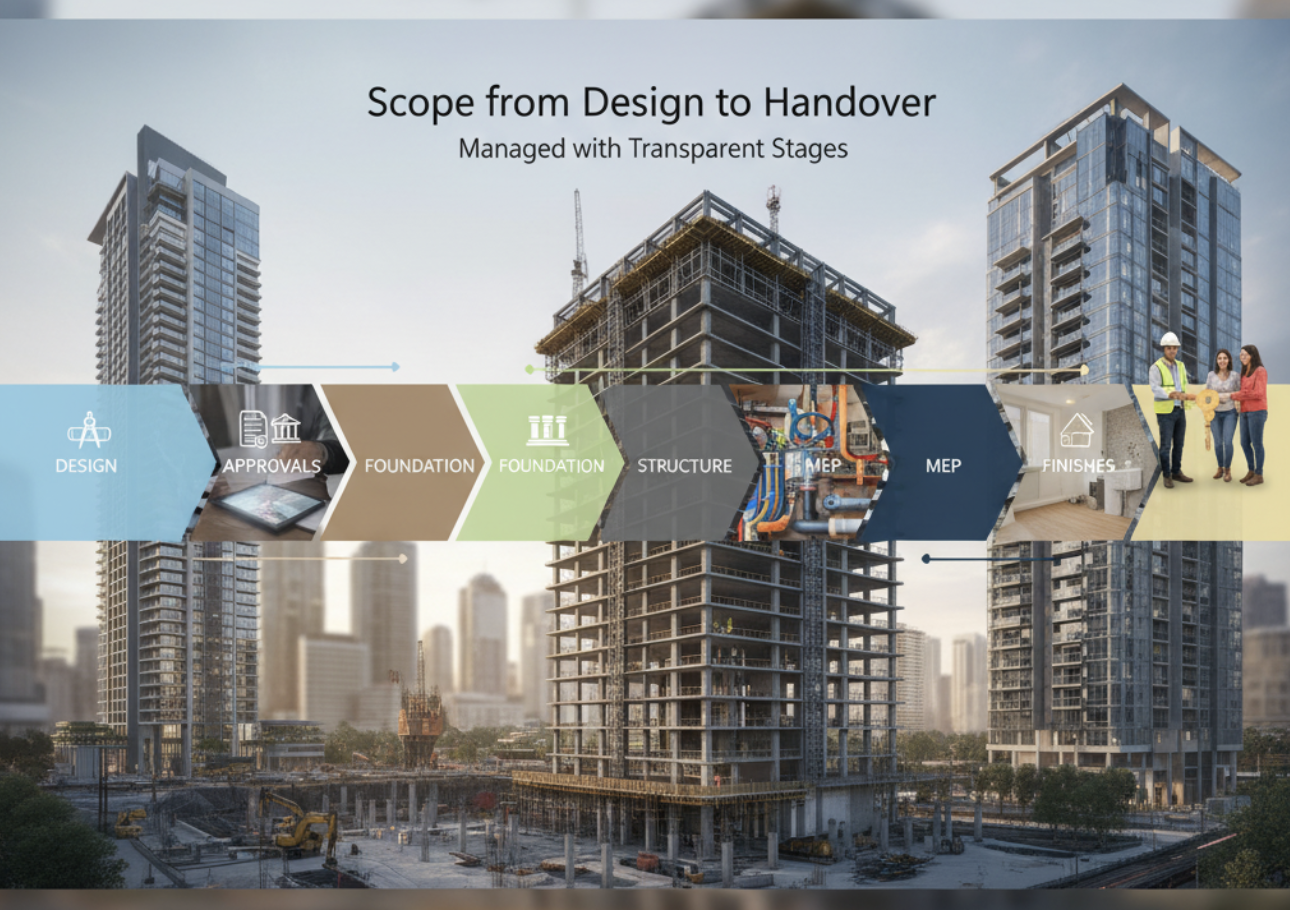 Scope from Design to Handover
Managed with Transparent Stages
DESIGN
APPROVALS
FOUNDATION
FOUNDATION
STRUCTURE
MEP
MEP
FINISHES